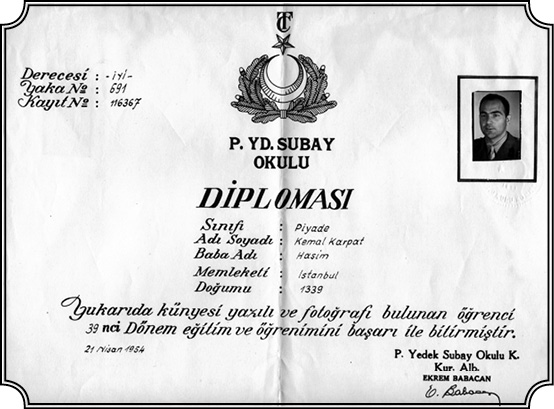 TC
Derecesi : -iyi-
Yaka № : 591
Kayıt № : 116367
P. YD. SUBAY
OKULU
DİPLOMASI
Sınıfı : Piyade
Adı Soyadı : Kemal Karpat
Baba Adı : Haşim
Memleketi : İstanbul
Doğumu : 1339
Yukarıda künyesi yazılı ve fotoğrafı bulunan öğrenci
39 nci Dönem eğitim ve öğrenimini başarı ile bitirmiştir.
21 Nisan 1954
P. Yedek Subay Okulu K.
Kur. Alb.
EKREM BABACAN
E. Babacan